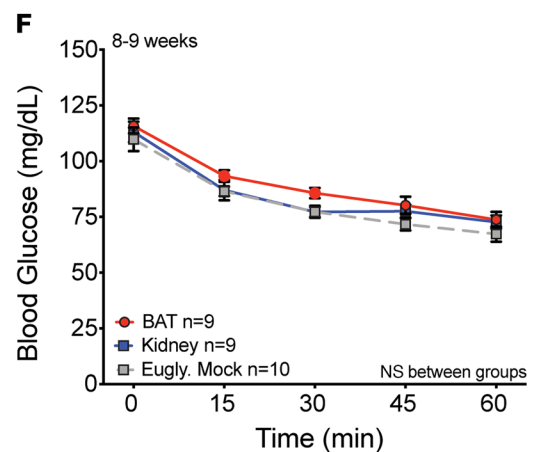 F
8-9 weeks
Blood Glucose (mg/dL)
150
125
100
75
50
25
0
BAT n=9
Kidney n=9
Eugly. Mock n=10
NS between groups
0 15 30 45 60
Time (min)